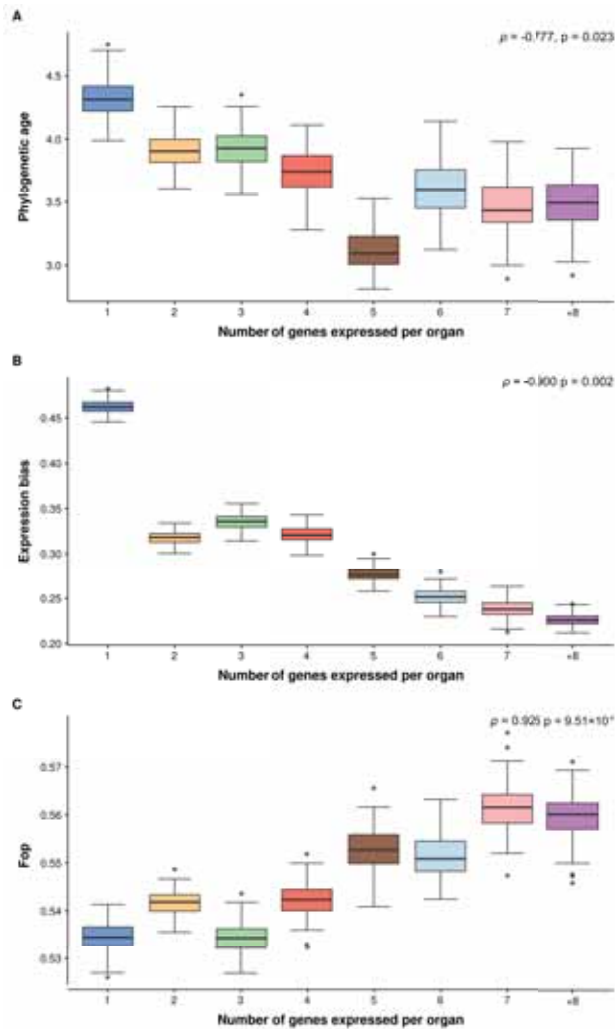 A
ρ = -0.777, p = 0.023
4.5
4.0
3.5
3.0
Phylogenetic age
1 2 3 4 5 6 7 +8
Number of genes expressed per organ
B
ρ = -0.900 p = 0.002
0.45
0.35
0.30
0.25
0.20
Expression bias
1 2 3 4 5 6 7 +8
Number of genes expressed per organ
C
ρ = 0.925 p = 9.51×10
0.57
0.56
0.55
0.54
0.53
Fop
1 2 3 4 5 6 7 +8
Number of genes expressed per organ